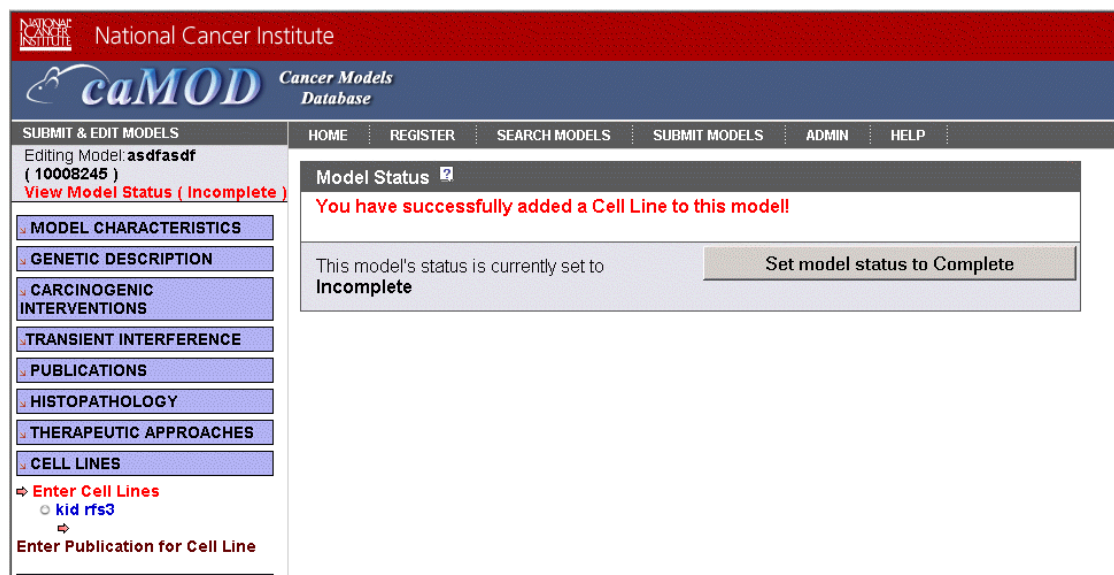 NATIONAL
CANCER
INSTITUTE
National Cancer Institute
caMOD
Cancer Models
Database
SUBMIT & EDIT MODELS
HOME
REGISTER
SEARCH MODELS
SUBMIT MODELS
ADMIN
HELP
Editing Model: asdfasdf
( 10008245 )
View Model Status ( Incomplete )
MODEL CHARACTERISTICS
GENETIC DESCRIPTION
CARCINOGENIC
INTERVENTIONS
TRANSIENT INTERFERENCE
PUBLICATIONS
HISTOPATHOLOGY
THERAPEUTIC APPROACHES
CELL LINES
Enter Cell Lines
kid rfs3
Enter Publication for Cell Line
Model Status ?
You have successfully added a Cell Line to this model!
This model's status is currently set to
Incomplete
Set model status to Complete